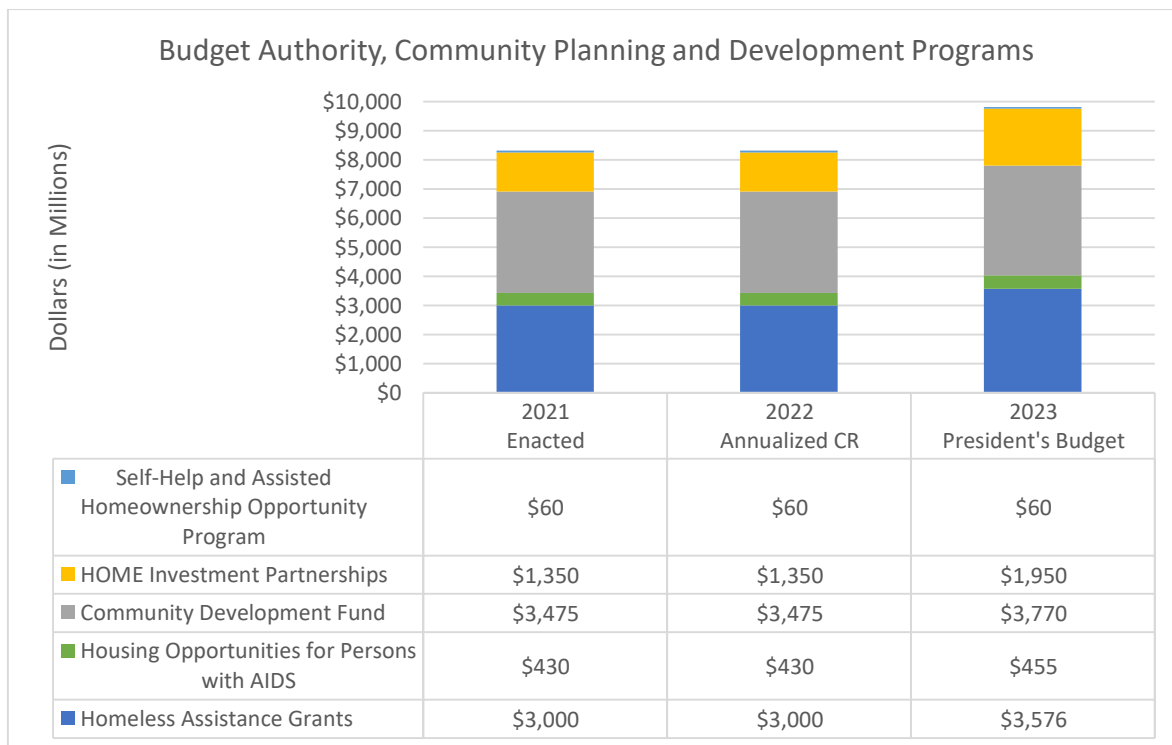 Budget Authority, Community Planning and Development Programs
Dollars (in Millions)
$10,000
$9,000
$8,000
$7,000
$6,000
$5,000
$4,000
$3,000
$2,000
$1,000
$0
2021 2022 2023
Enacted Annualized CR President's Budget
Self-Help and Assisted
Homeownership Opportunity
Program
$60 $60 $60
HOME Investment Partnerships $1,350 $1,350 $1,950
Community Development Fund $3,475 $3,475 $3,770
Housing Opportunities for Persons
with AIDS
$430 $430 $455
Homeless Assistance Grants $3,000 $3,000 $3,576